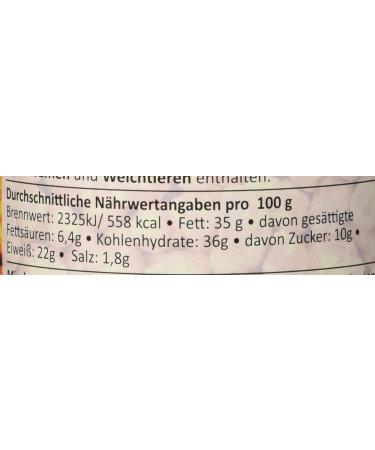 und Weichtieren enthalten.
Durchschnittliche Nährwertangaben pro 100 g
Brennwert: 2325kJ/ 558 kcal • Fett: 35 g • davon gesättigte
Fettsäuren: 6,4g • Kohlenhydrate: 36g • davon Zucker: 10g •
Eiweiß: 22g • Salz: 1,8g